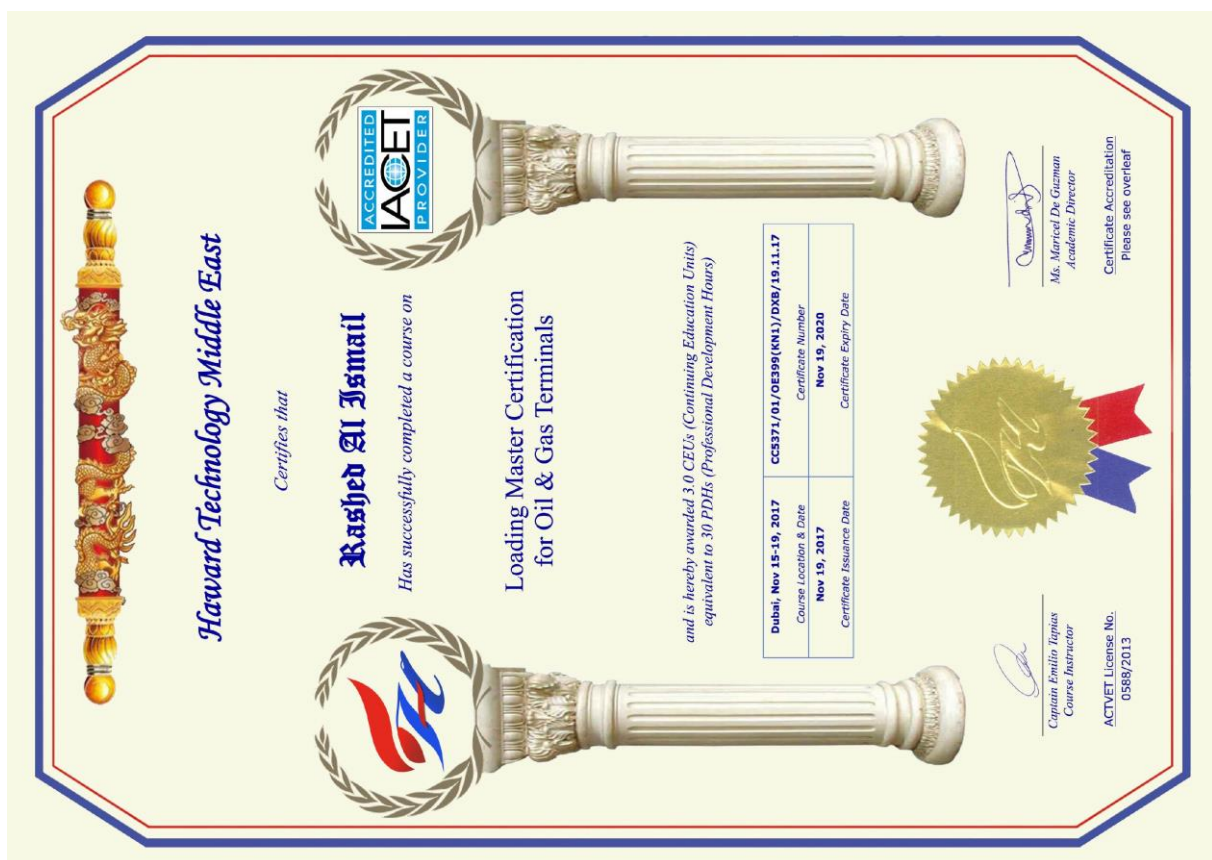 Haward Technology Middle East
Certifies that
ACCREDITED
IACET
PROVIDER
Rashed Al Ismail
Has successfully completed a course on
Loading Master Certification
for Oil & Gas Terminals
and is hereby awarded 3.0 CEUs (Continuing Education Units)
equivalent to 30 PDHs (Professional Development Hours)
Dubai, Nov 15-19, 2017
CC5371/01/OE399(KN1)/DXB/19.11.17
Course Location & Date
Certificate Number
Nov 19, 2017
Nov 19, 2020
Certificate Issuance Date
Certificate Expiry Date
Captain Emilio Tapias
Course Instructor
Ms. Maricel De Guzman
Academic Director
ACTVET License No.
0588/2013
Certificate Accreditation
Please see overleaf